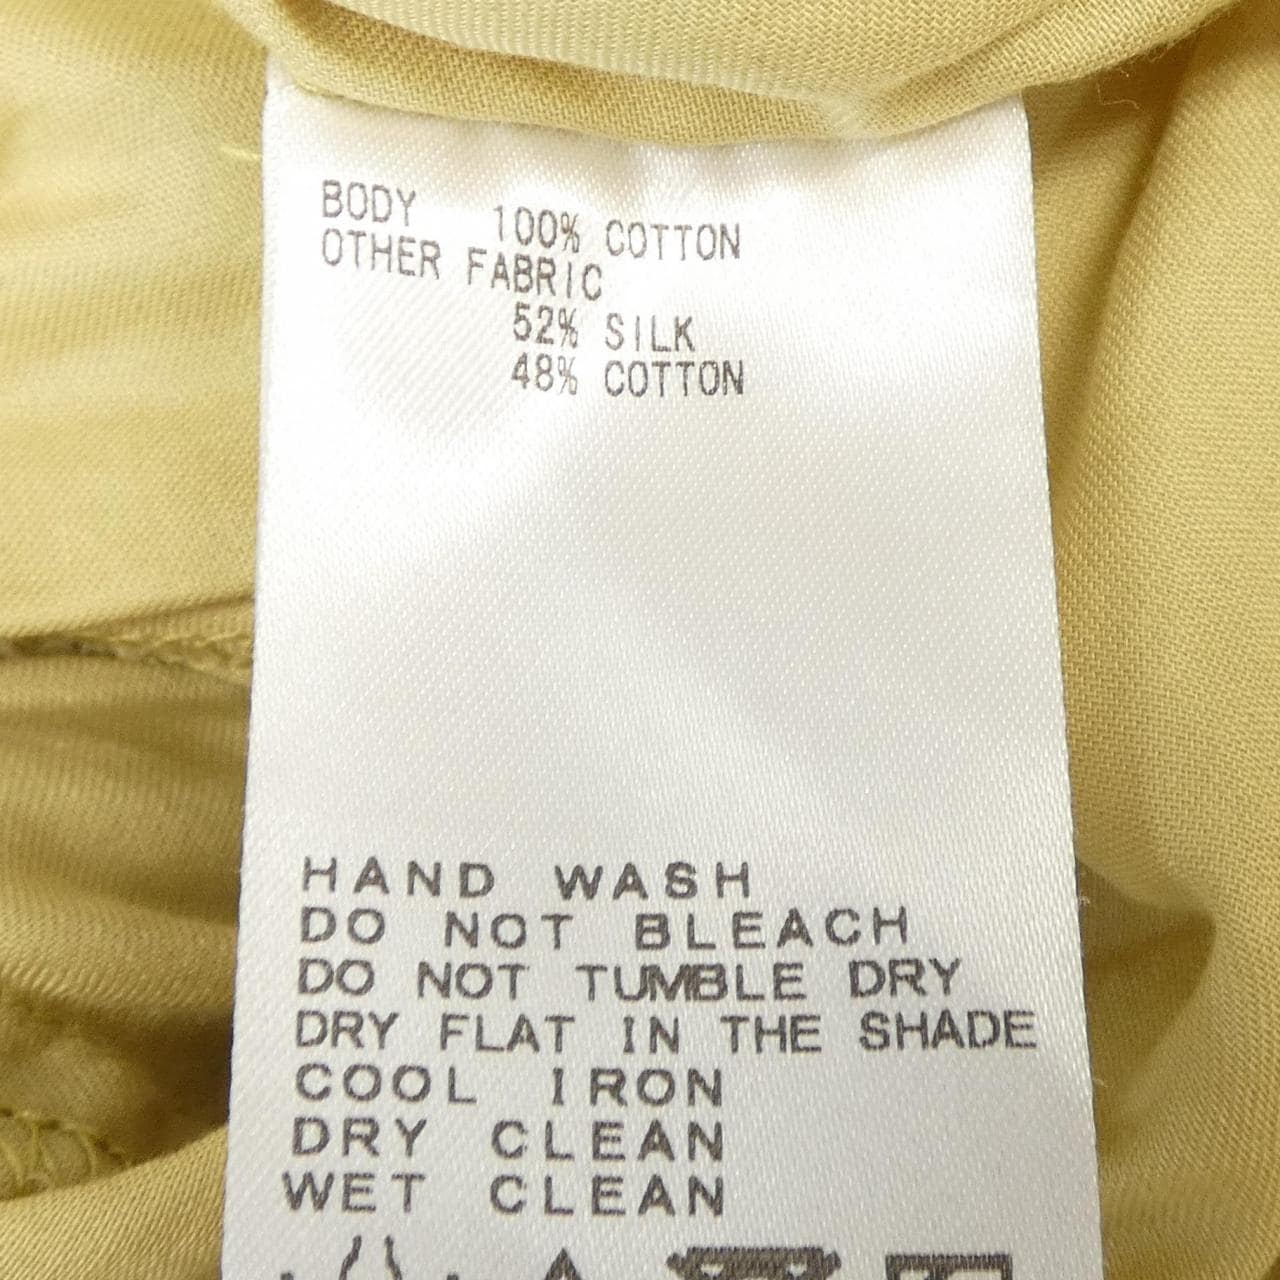 BODY 100% COTTON
OTHER FABRIC
52% SILK
48% COTTON
HAND WASH
DO NOT BLEACH
DO NOT TUMBLE DRY
DRY FLAT IN THE SHADE
COOL IRON
DRY CLEAN
WET CLEAN